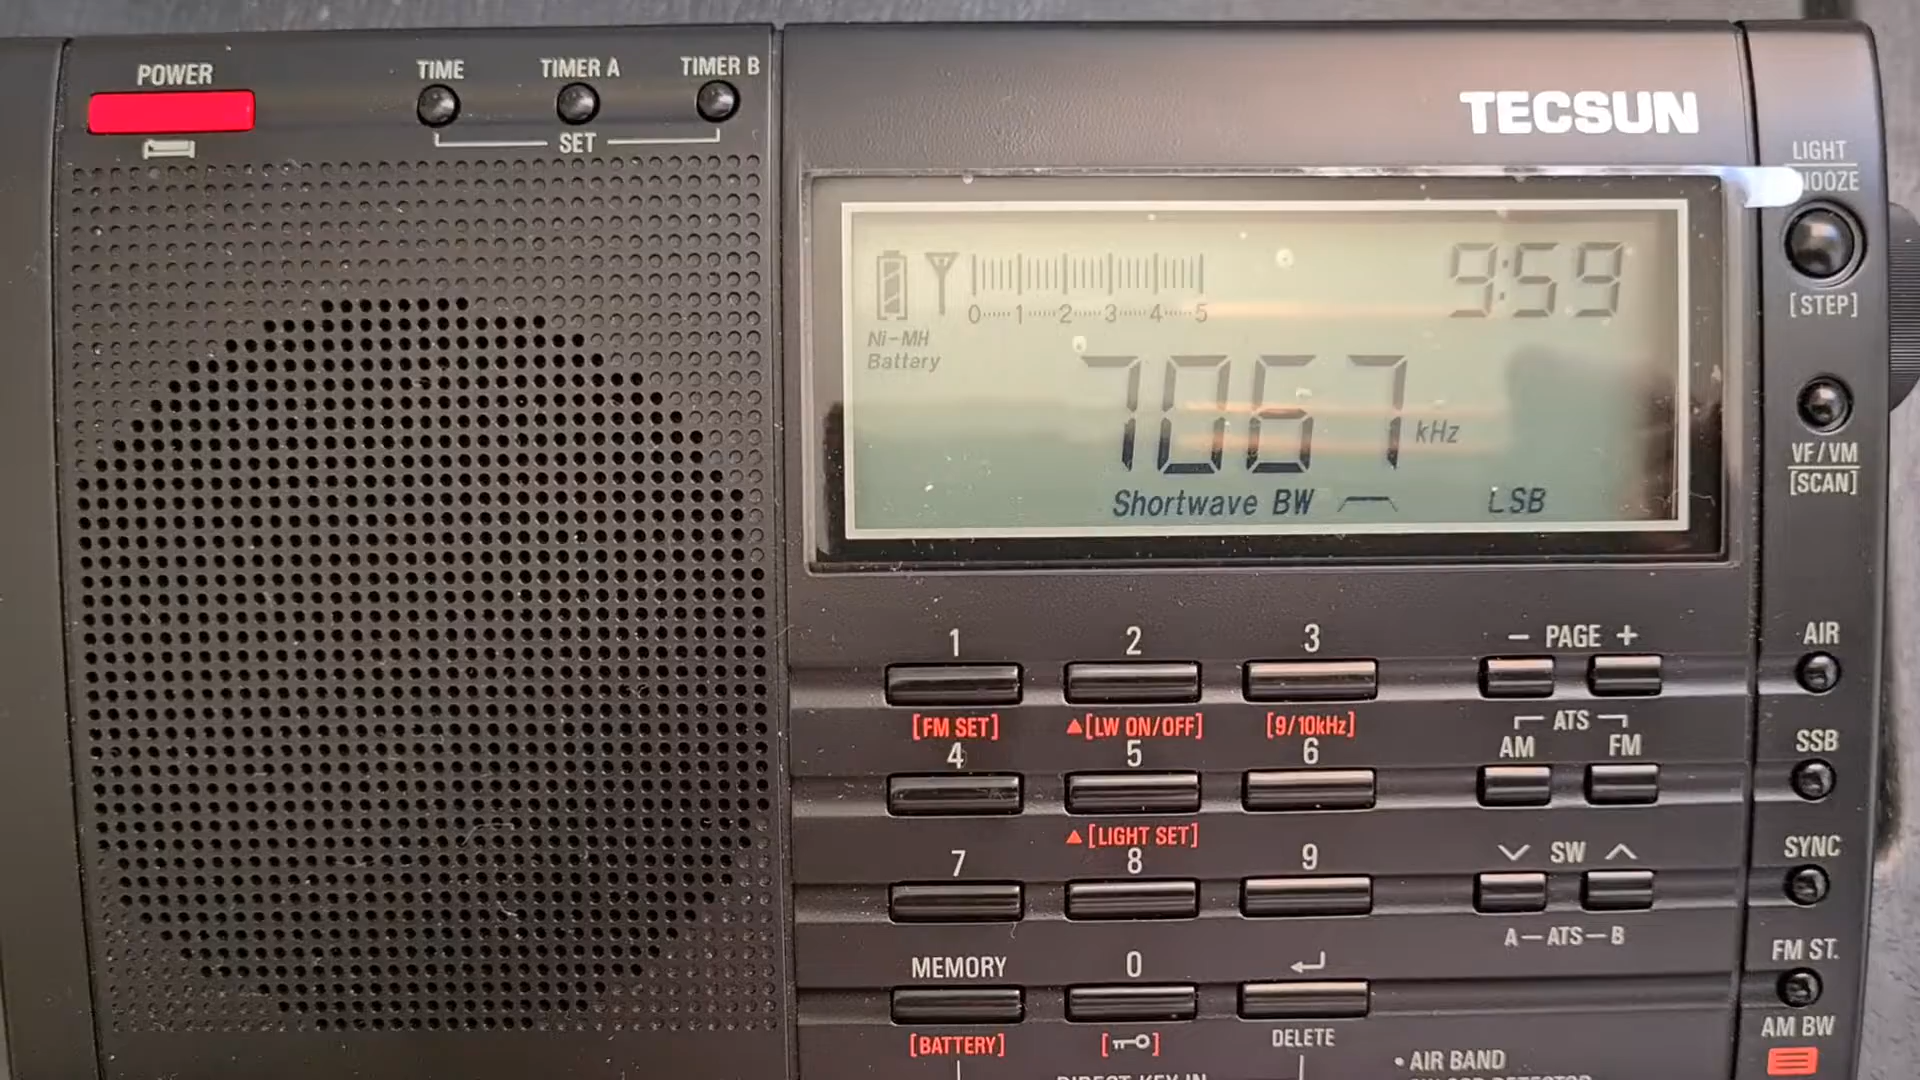 POWER
TIME TIMER A TIMER B
SET
TECSUN
LIGHT
9:59
0 1 2 3 4 5
[STEP]
Ni-MH
Battery
7067 kHz
VF/VM
[SCAN]
Shortwave BW LSB
1 2 3 - PAGE + AIR
[FM SET] [LW ON/OFF] [9/10kHz] ATS
4 5 6 AM FM SSB
[LIGHT SET]
7 8 9 SW SYNC
A-ATS-B
MEMORY 0 FM ST.
[BATTERY] DELETE AM BW
• AIR BAND
DIRECT KEY IN